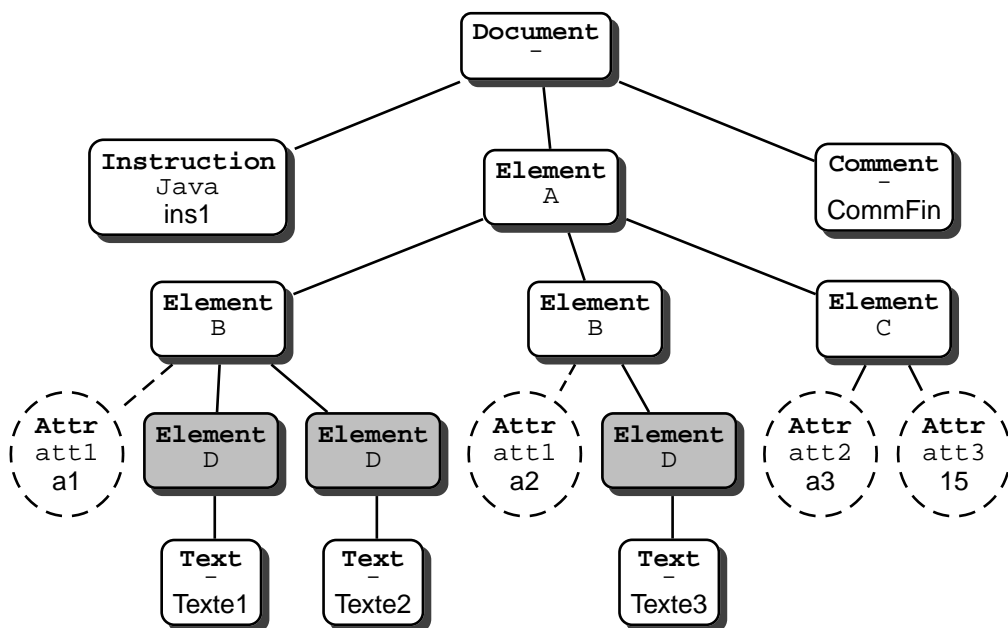 Document
-
Instruction
Java
ins1
Element
A
Comment
-
CommFin
Element
B
Element
B
Element
C
Attr
att1
a1
Element
D
Element
D
Attr
att1
a2
Element
D
Attr
att2
a3
Attr
att3
15
Text
-
Texte1
Text
-
Texte2
Text
-
Texte3